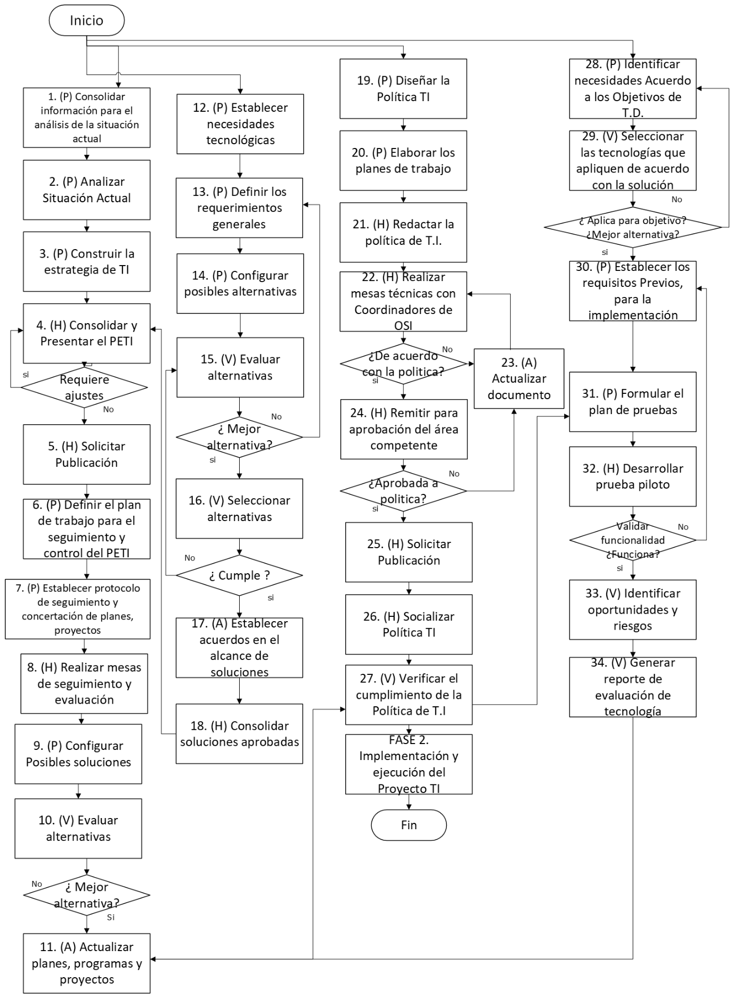 Inicio
1. (P) Consolidar
información para el
análisis de la situación
actual
2. (P) Analizar
Situación Actual
3. (P) Construir la
estrategia de TI
4. (H) Consolidar y
Presentar el PETI
si
Requiere
ajustes
No
5. (H) Solicitar
Publicación
6. (P) Definir el plan
de trabajo para el
seguimiento y
control del PETI
7. (P) Establecer protocolo
de seguimiento y
concertación de planes,
proyectos
8. (H) Realizar mesas
de seguimiento y
evaluación
9. (P) Configurar
Posibles soluciones
10. (V) Evaluar
alternativas
No
¿ Mejor
alternativa?
Si
11. (A) Actualizar
planes, programas y
proyectos
12. (P) Establecer
necesidades
tecnológicas
13. (P) Definir los
requerimientos
generales
14. (P) Configurar
posibles alternativas
15. (V) Evaluar
alternativas
No
¿ Mejor
alternativa?
si
16. (V) Seleccionar
alternativas
No
¿ Cumple ?
si
17. (A) Establecer
acuerdos en el
alcance de
soluciones
18. (H) Consolidar
soluciones aprobadas
19. (P) Diseñar la
Política TI
20. (P) Elaborar los
planes de trabajo
21. (H) Redactar la
política de T.I.
22. (H) Realizar
mesas técnicas con
Coordinadores de
OSI
No
¿De acuerdo
con la politica?
si
23. (A)
Actualizar
documento
24. (H) Remitir para
aprobación del área
competente
No
¿Aprobada a
politica?
si
25. (H) Solicitar
Publicación
26. (H) Socializar
Política TI
27. (V) Verificar el
cumplimiento de la
Política de T.I
FASE 2.
Implementación y
ejecución del
Proyecto TI
Fin
28. (P) Identificar
necesidades Acuerdo
a los Objetivos de
T.D.
29. (V) Seleccionar
las tecnologías que
apliquen de acuerdo
con la solución
No
¿ Aplica para objetivo?
¿Mejor alternativa?
si
30. (P) Establecer los
requisitos Previos,
para la
implementación
31. (P) Formular el
plan de pruebas
32. (H) Desarrollar
prueba piloto
Validar
funcionalidad
¿Funciona?
No
si
33. (V) Identificar
oportunidades y
riesgos
34. (V) Generar
reporte de
evaluación de
tecnología